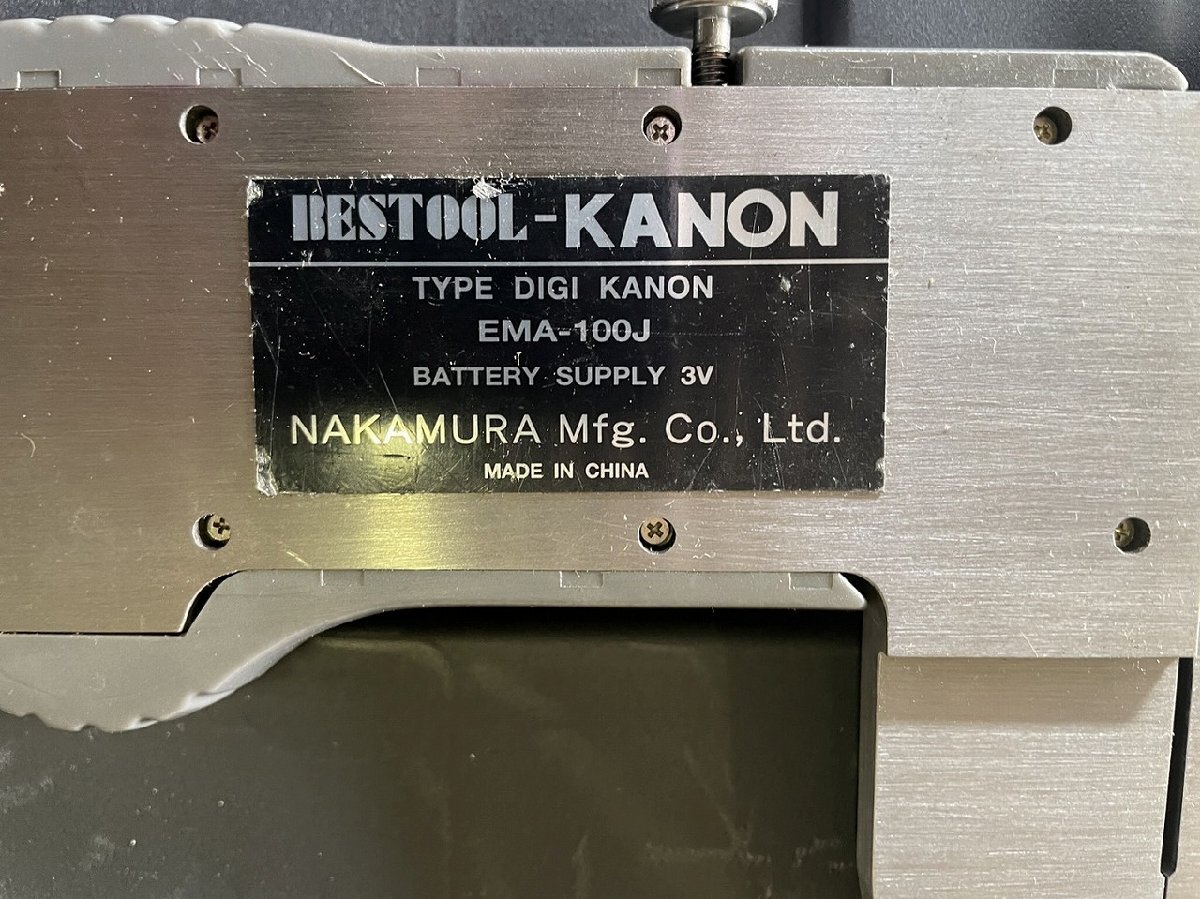 BESTOOL-KANON
TYPE DIGI KANON
EMA-100J
BATTERY SUPPLY 3V
NAKAMURA Mfg. Co., Ltd.
MADE IN CHINA